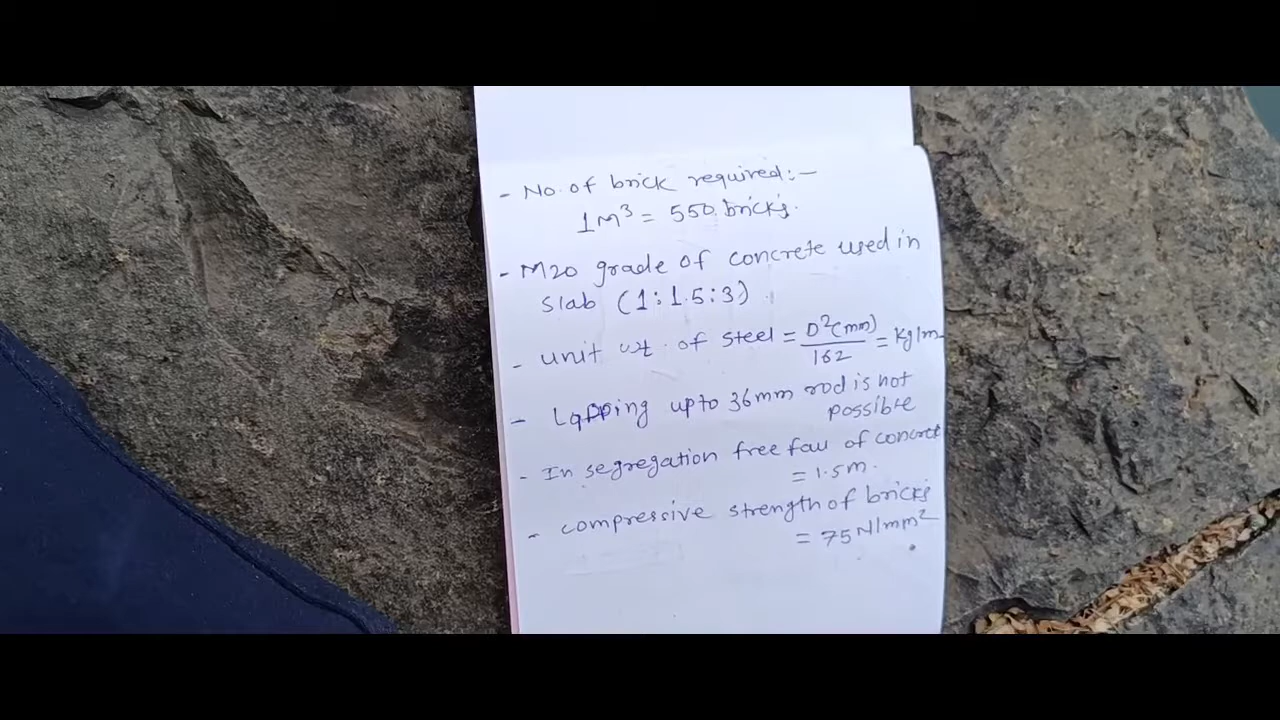 - No. of brick required:-
1m³ = 550 bricks.
- M20 grade of concrete used in
slab (1:1.5:3)
- unit wt. of steel = D²(mm)/162 = kg/m
- Lapping upto 36mm rod is not
possible
- In segregation free fall of concrete
= 1.5m.
- compressive strength of bricks
= 75 N/mm²